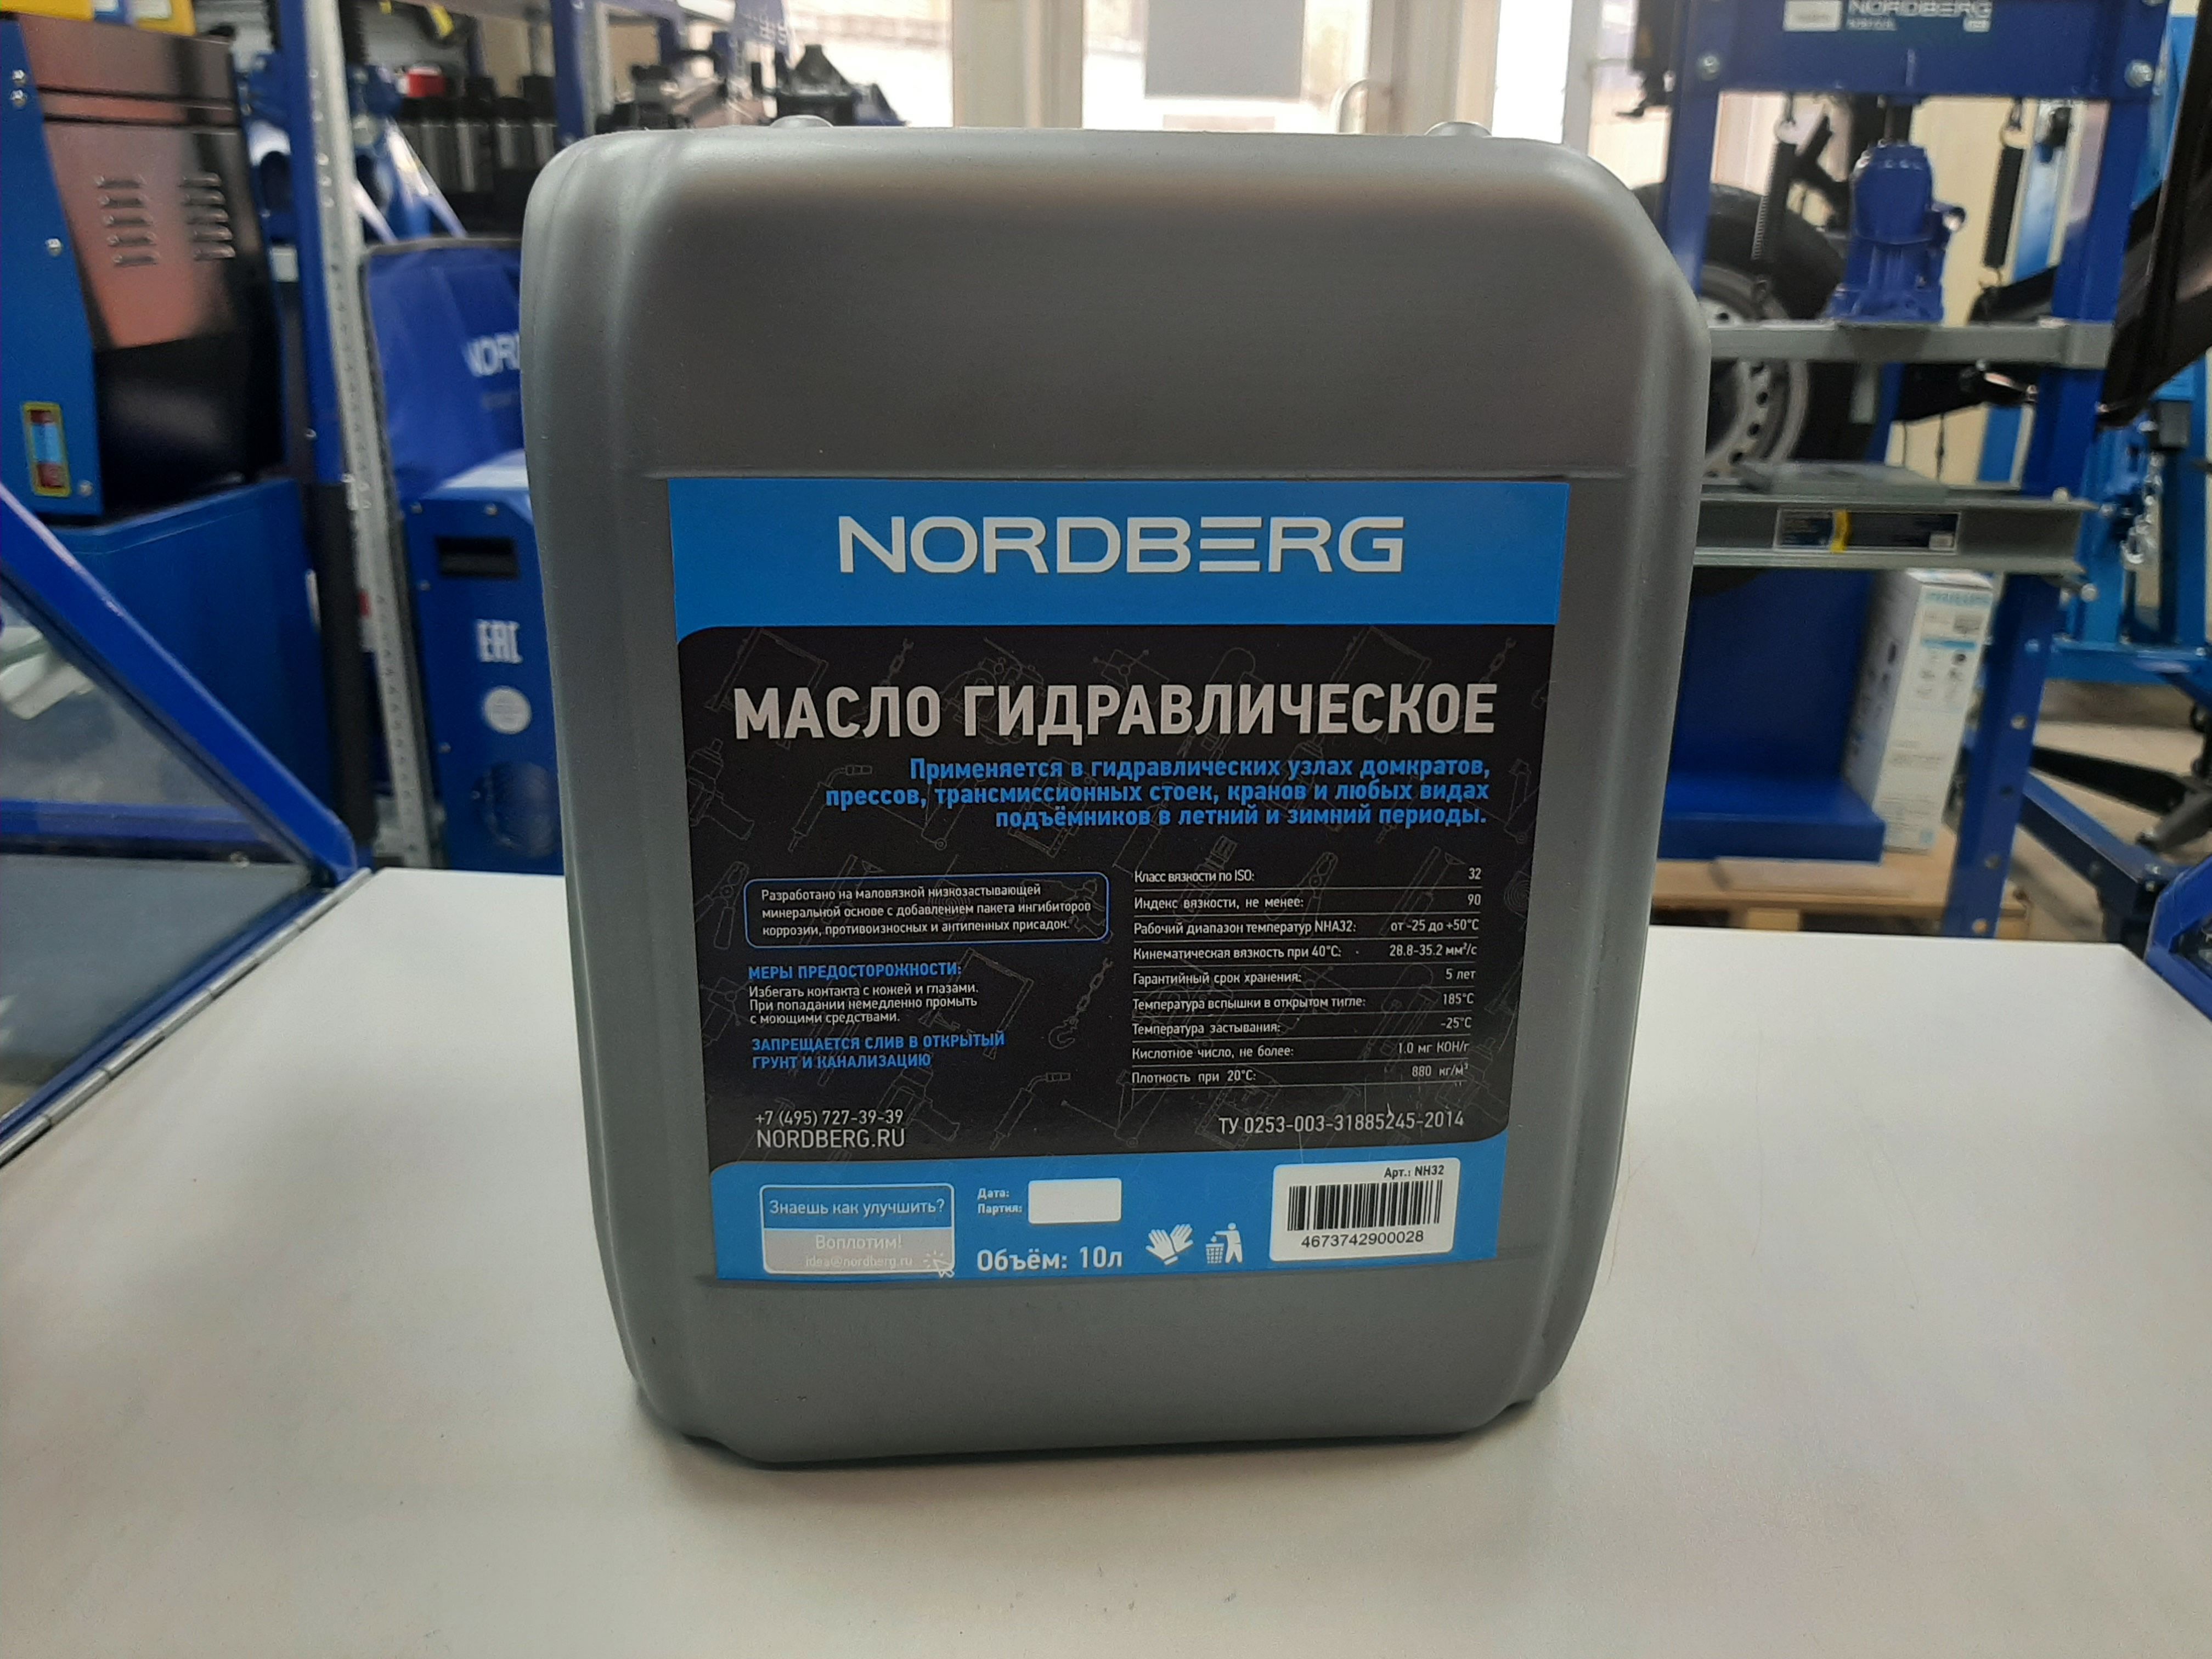 NORDBERG
NORDBERG
МАСЛО ГИДРАВЛИЧЕСКОЕ
Применяется в гидравлических узлах домкратов,
прессов, трансмиссионных стоек, кранов и любых видах
подъёмников в летний и зимний периоды.
Разработано на маловязкой низкозастывающей
минеральной основе с добавлением пакета ингибиторов
коррозии, противоизносных и антипенных присадок.
МЕРЫ ПРЕДОСТОРОЖНОСТИ:
Избегать контакта с кожей и глазами.
При попадании немедленно промыть
с моющими средствами.
ЗАПРЕЩАЕТСЯ СЛИВ В ОТКРЫТЫЙ
ГРУНТ И КАНАЛИЗАЦИЮ
Класс вязкости по ISO: 32
Индекс вязкости, не менее: 90
Рабочий диапазон температур NHA32: от -25 до +50°C
Кинематическая вязкость при 40°C: 28.8-35.2 мм²/с
Гарантийный срок хранения: 5 лет
Температура вспышки в открытом тигле: 185°C
Температура застывания: -25°C
Кислотное число, не более: 1.0 мг КОН/г
Плотность при 20°C: 880 кг/м³
+7 (495) 727-39-39
NORDBERG.RU
ТУ 0253-003-31885245-2014
Знаешь как улучшить?
Воплотим!
idea@nordberg.ru
Дата:
Партия:
Объём: 10л
Арт.: NH32
4673742900028
NOR
EAC